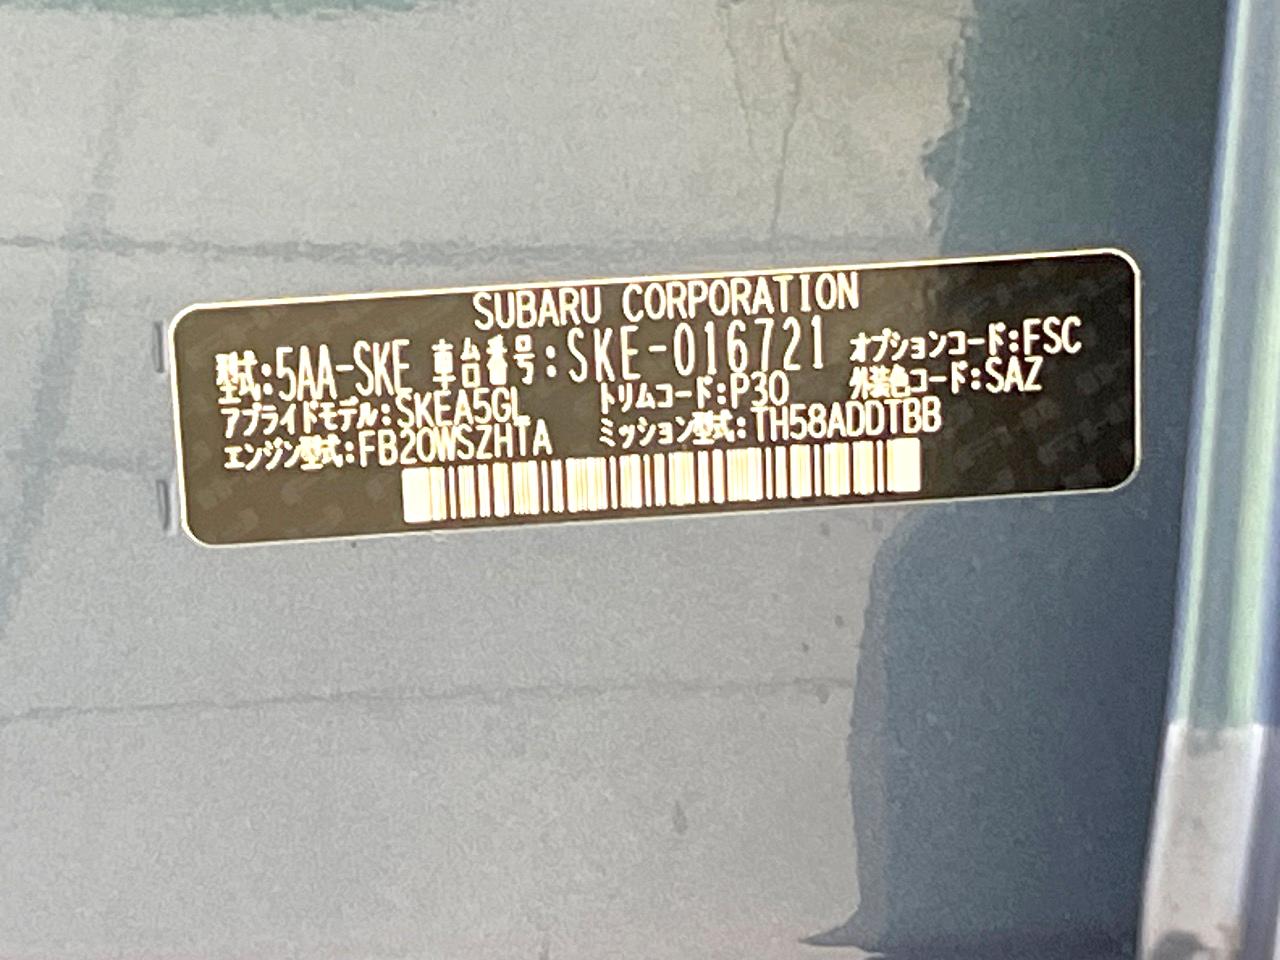 SUBARU CORPORATION
型式:5AA-SKE 車台番号:SKE-016721 オプションコード:FSC
アプライドモデル:SKEA5GL トリムコード:P30 外装色コード:SAZ
エンジン型式:FB20WSZHTA ミッション型式:TH58ADDTBB